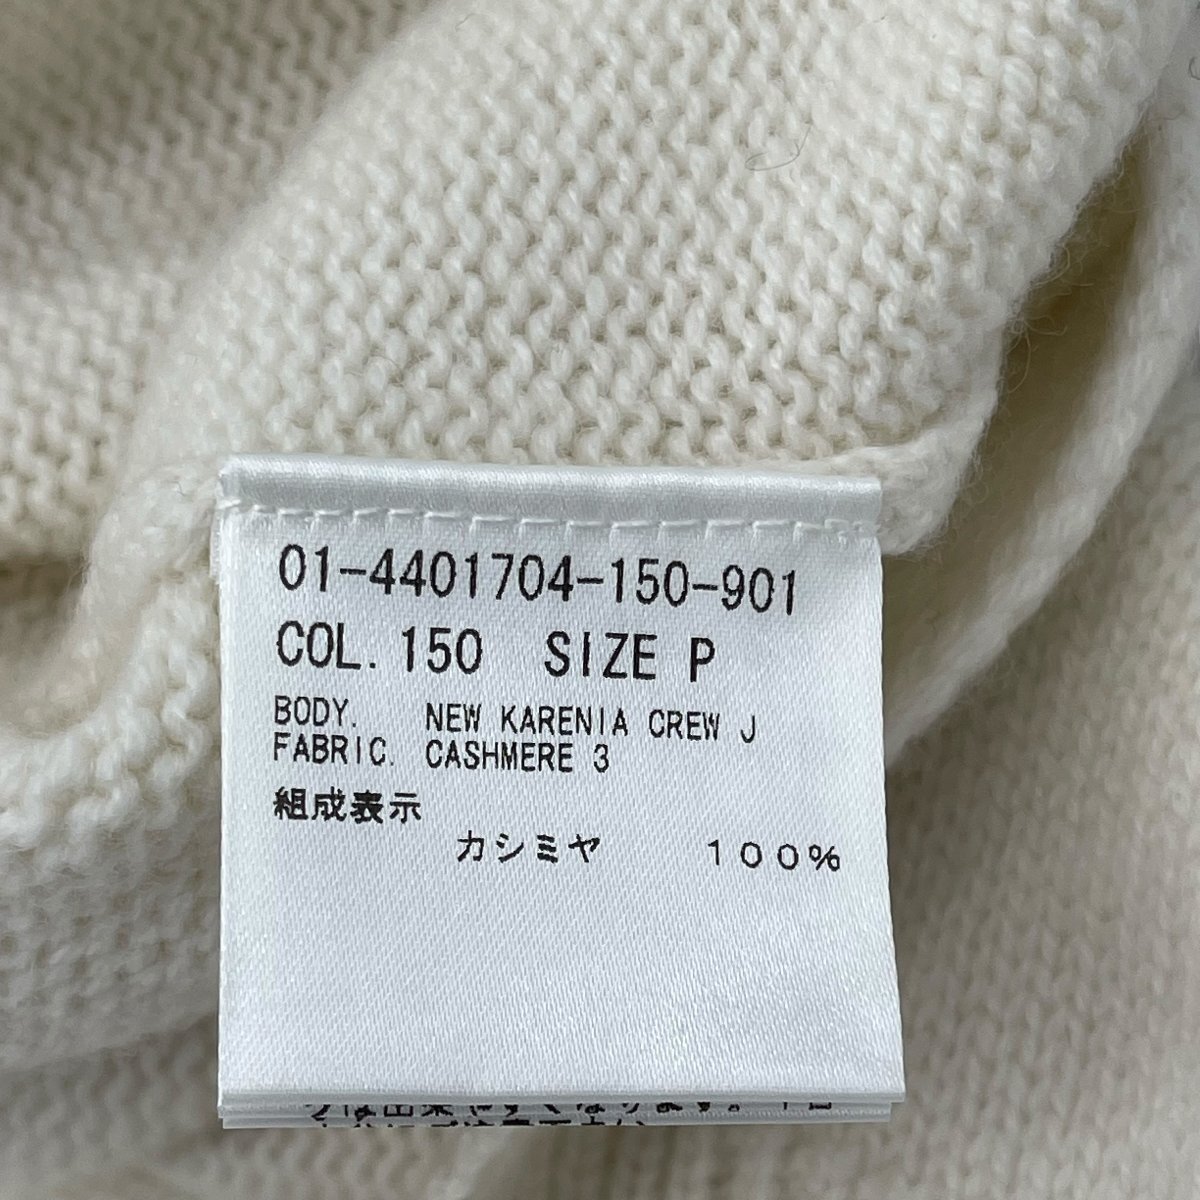 01-4401704-150-901
COL. 150 SIZE P
BODY. NEW KARENIA CREW J
FABRIC. CASHMERE 3
組成表示
カシミヤ 100%